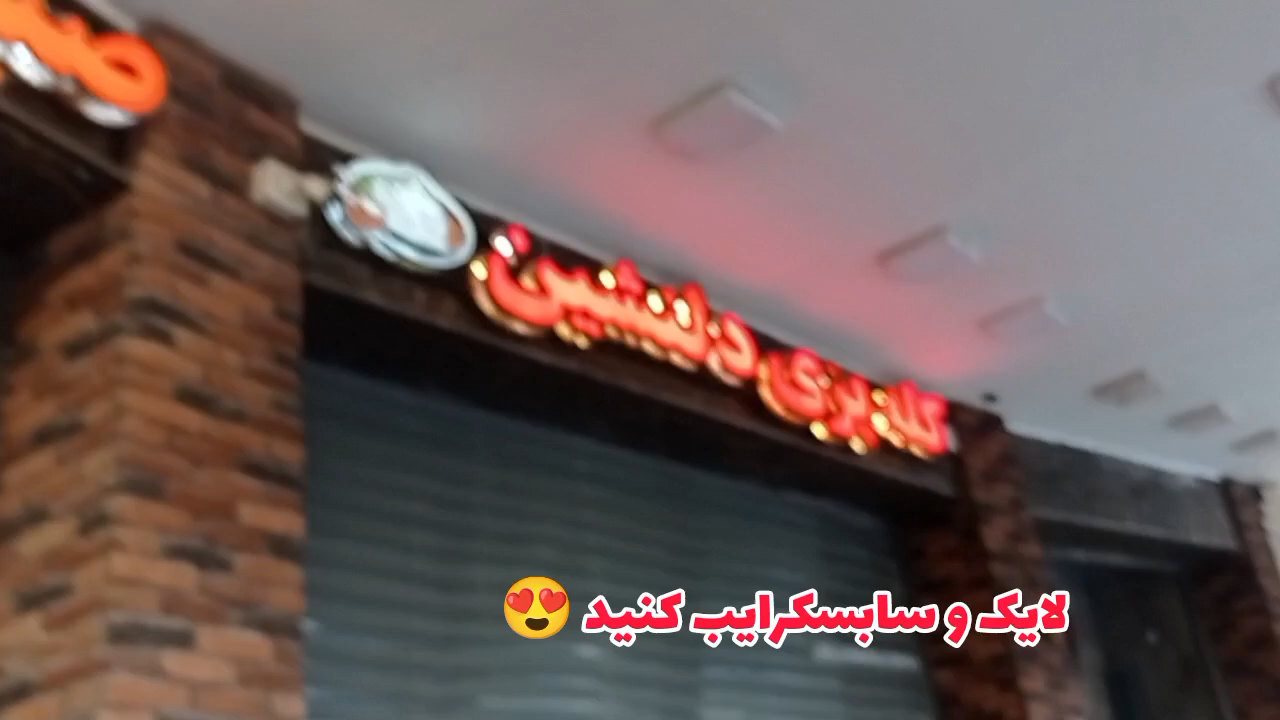 کله پزی دلنشین
لایک و سابسکرایب کنید 😍